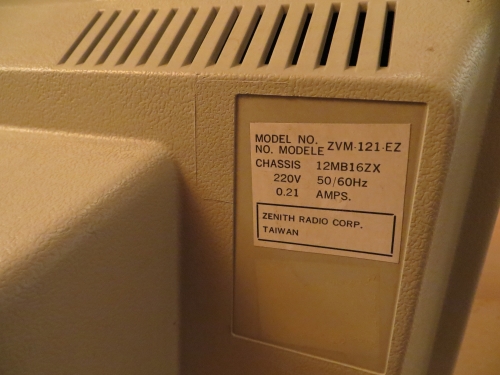 MODEL NO. ZVM-121-EZ
NO. MODELE
CHASSIS 12MB16ZX
220V 50/60Hz
0.21 AMPS.
ZENITH RADIO CORP.
TAIWAN